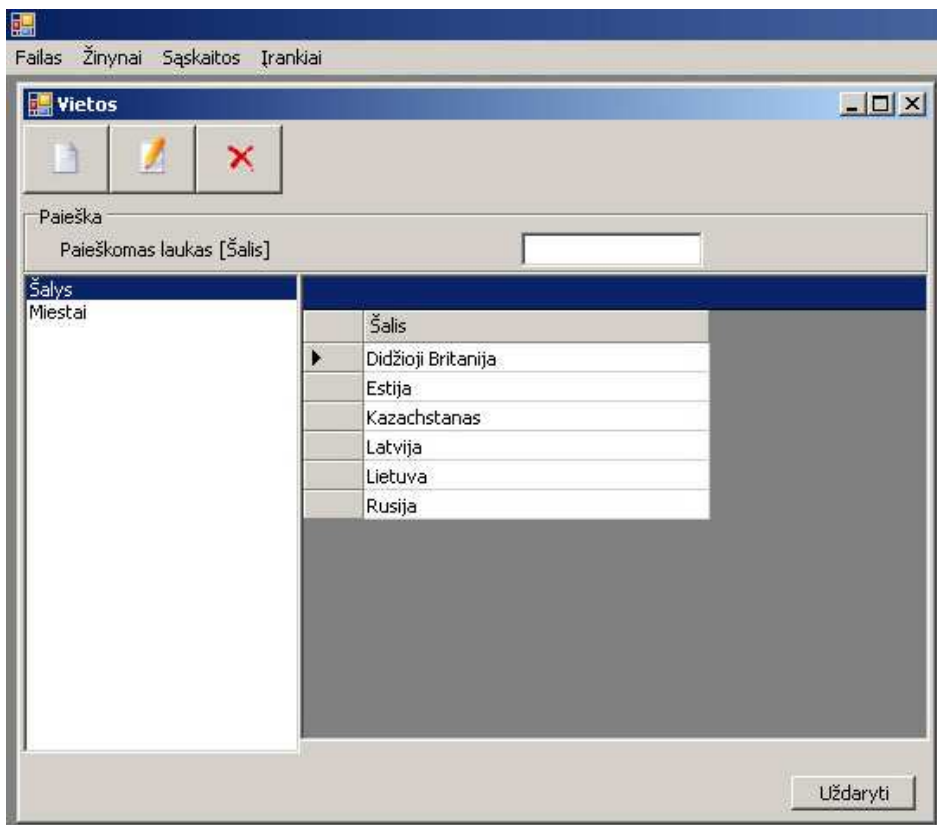 Failas Žinynai Sąskaitos Įrankiai
Vietos
Paieška
Paieškomas laukas [Šalis]
Šalys
Miestai
Šalis
Didžioji Britanija
Estija
Kazachstanas
Latvija
Lietuva
Rusija
Uždaryti